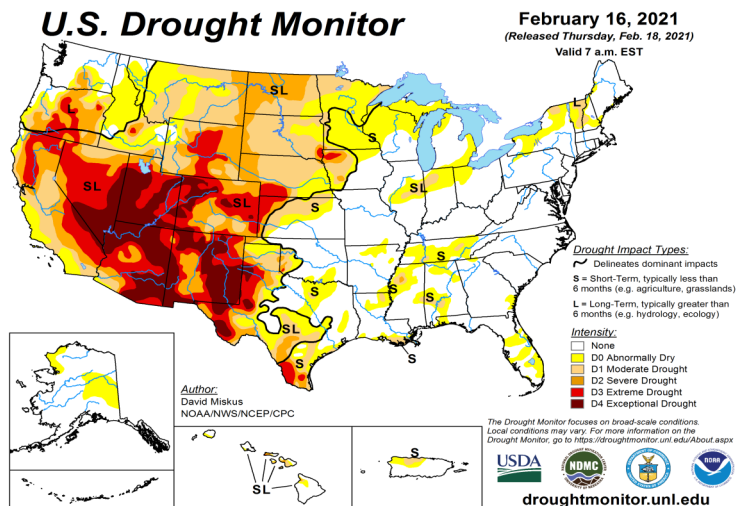 U.S. Drought Monitor
February 16, 2021
(Released Thursday, Feb. 18, 2021)
Valid 7 a.m. EST
L
SL
S
L
SL
SL
SL
S
S
S
S
S
SL
S
S
Drought Impact Types:
Delineates dominant impacts
S = Short-Term, typically less than
6 months (e.g. agriculture, grasslands)
L = Long-Term, typically greater than
6 months (e.g. hydrology, ecology)
Intensity:
None
D0 Abnormally Dry
D1 Moderate Drought
D2 Severe Drought
D3 Extreme Drought
D4 Exceptional Drought
Author:
David Miskus
NOAA/NWS/NCEP/CPC
SL
S
The Drought Monitor focuses on broad-scale conditions.
Local conditions may vary. For more information on the
Drought Monitor, go to https://droughtmonitor.unl.edu/About.aspx
USDA
NDMC
NOAA
droughtmonitor.unl.edu